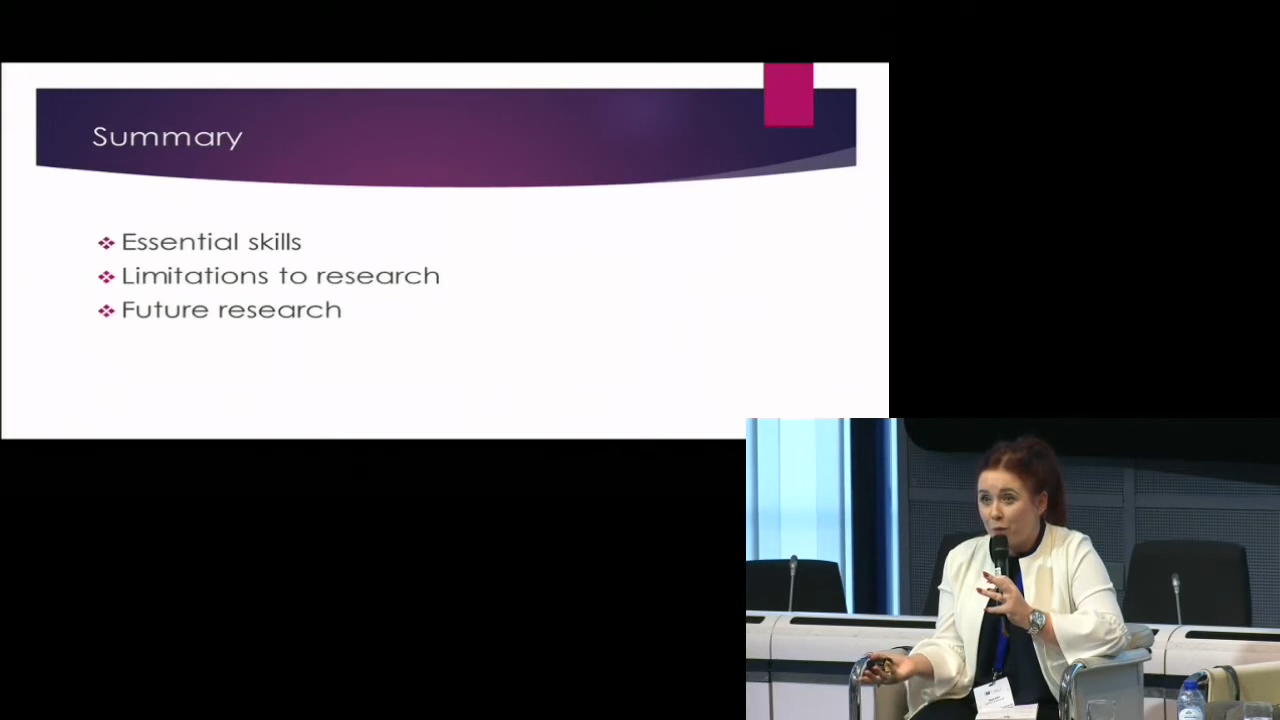 Summary
Essential skills
Limitations to research
Future research